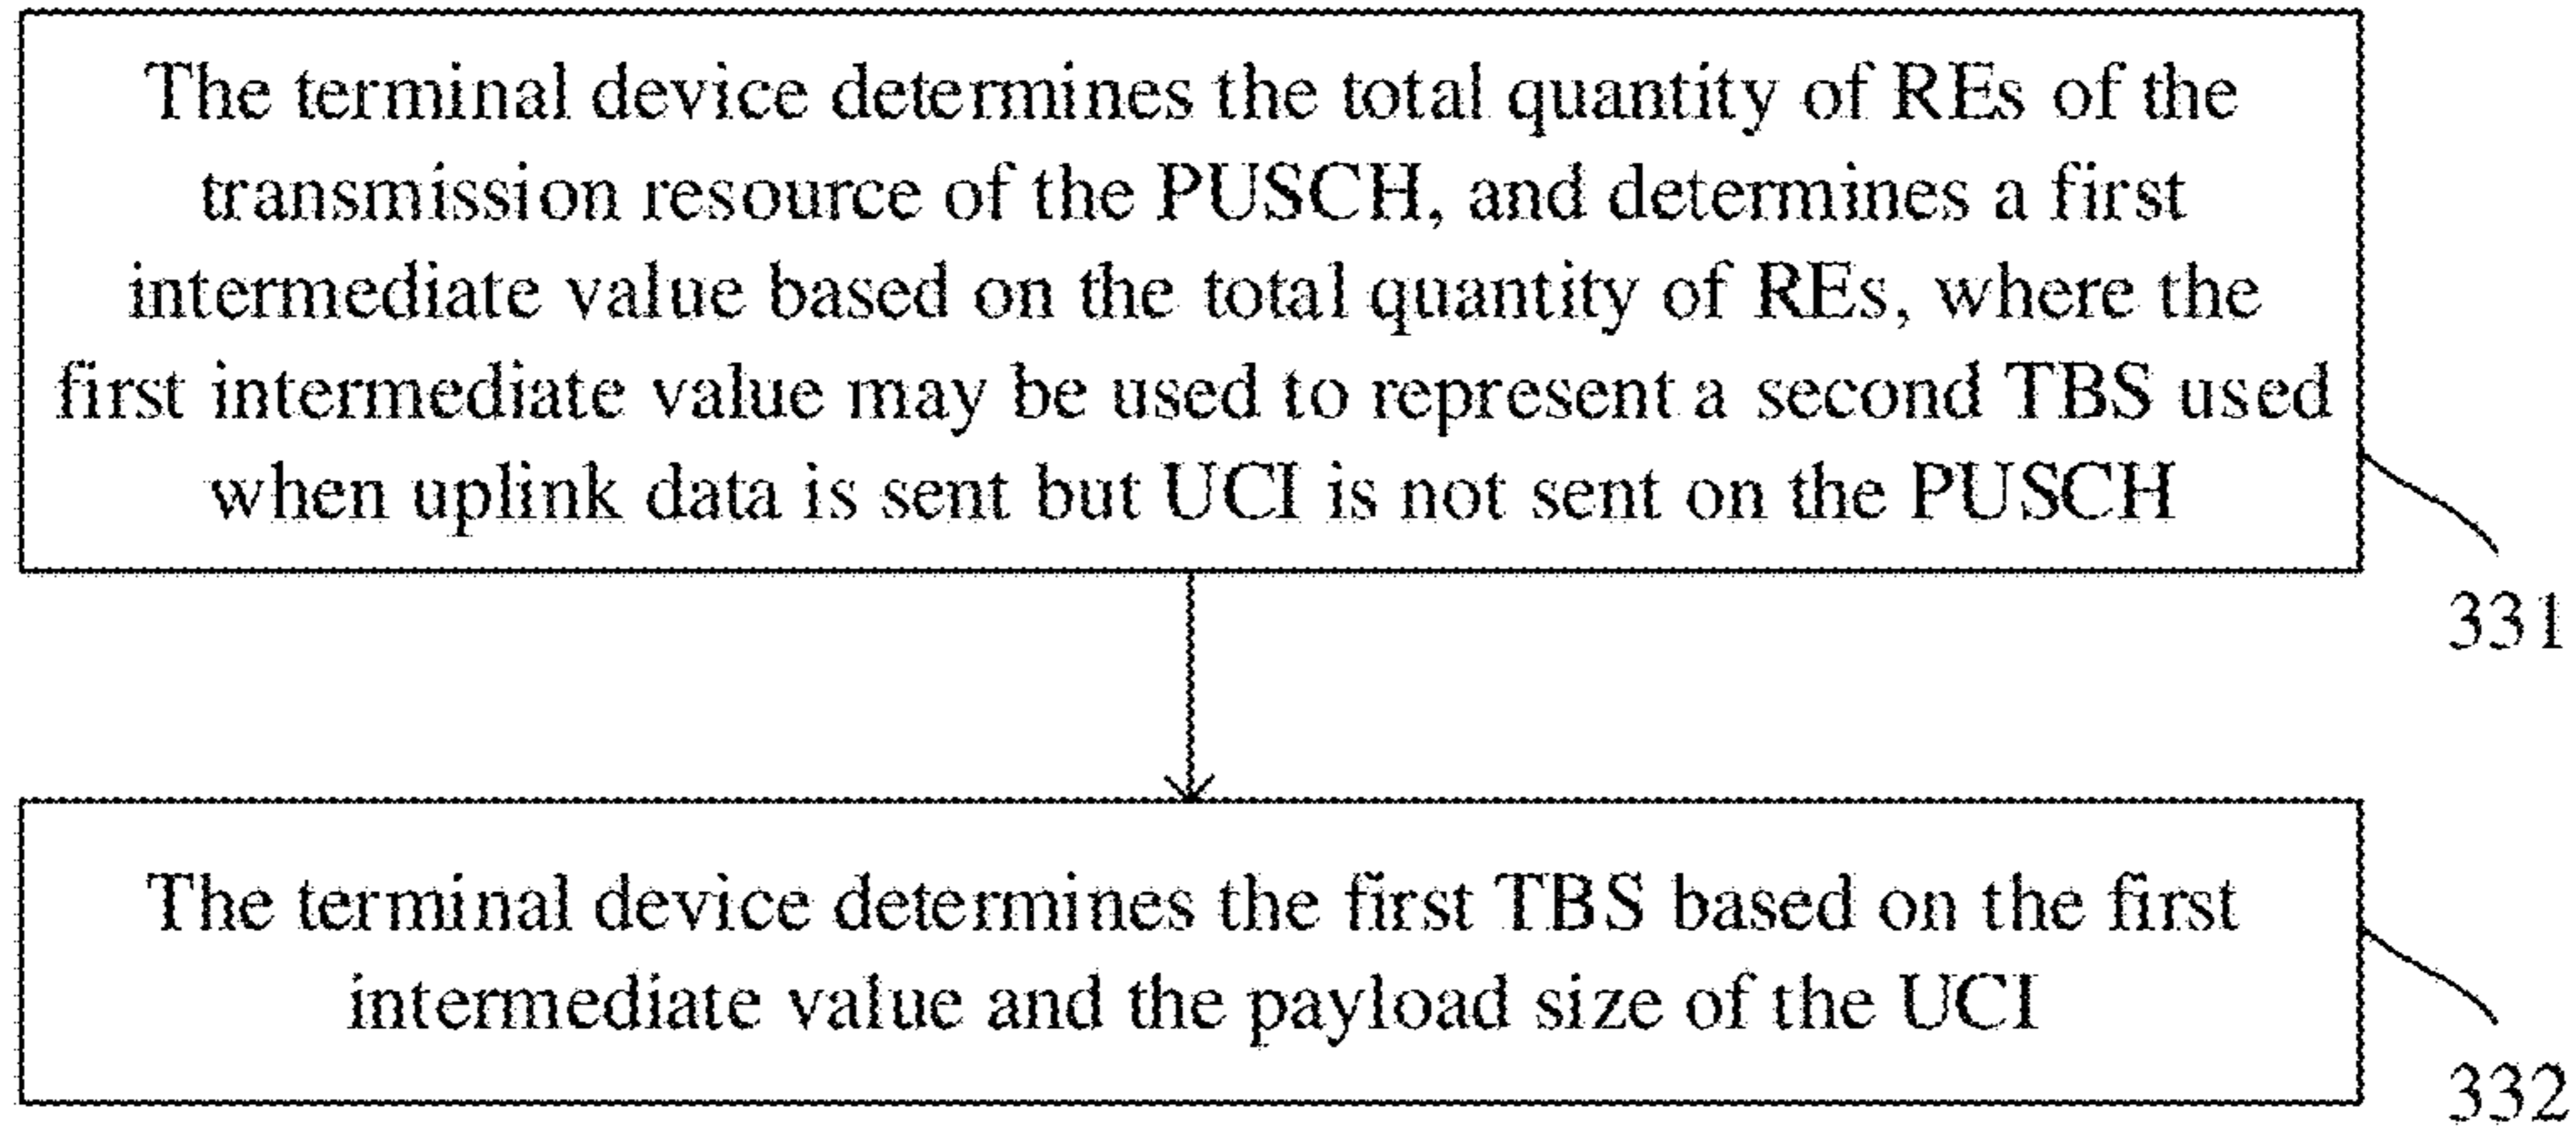 The terminal device determines the total quantity of REs of the
transmission resource of the PUSCH, and determines a first
intermediate value based on the total quantity of REs, where the
first intermediate value may be used to represent a second TBS used
when uplink data is sent but UCI is not sent on the PUSCH
331
The terminal device determines the first TBS based on the first
intermediate value and the payload size of the UCI
332